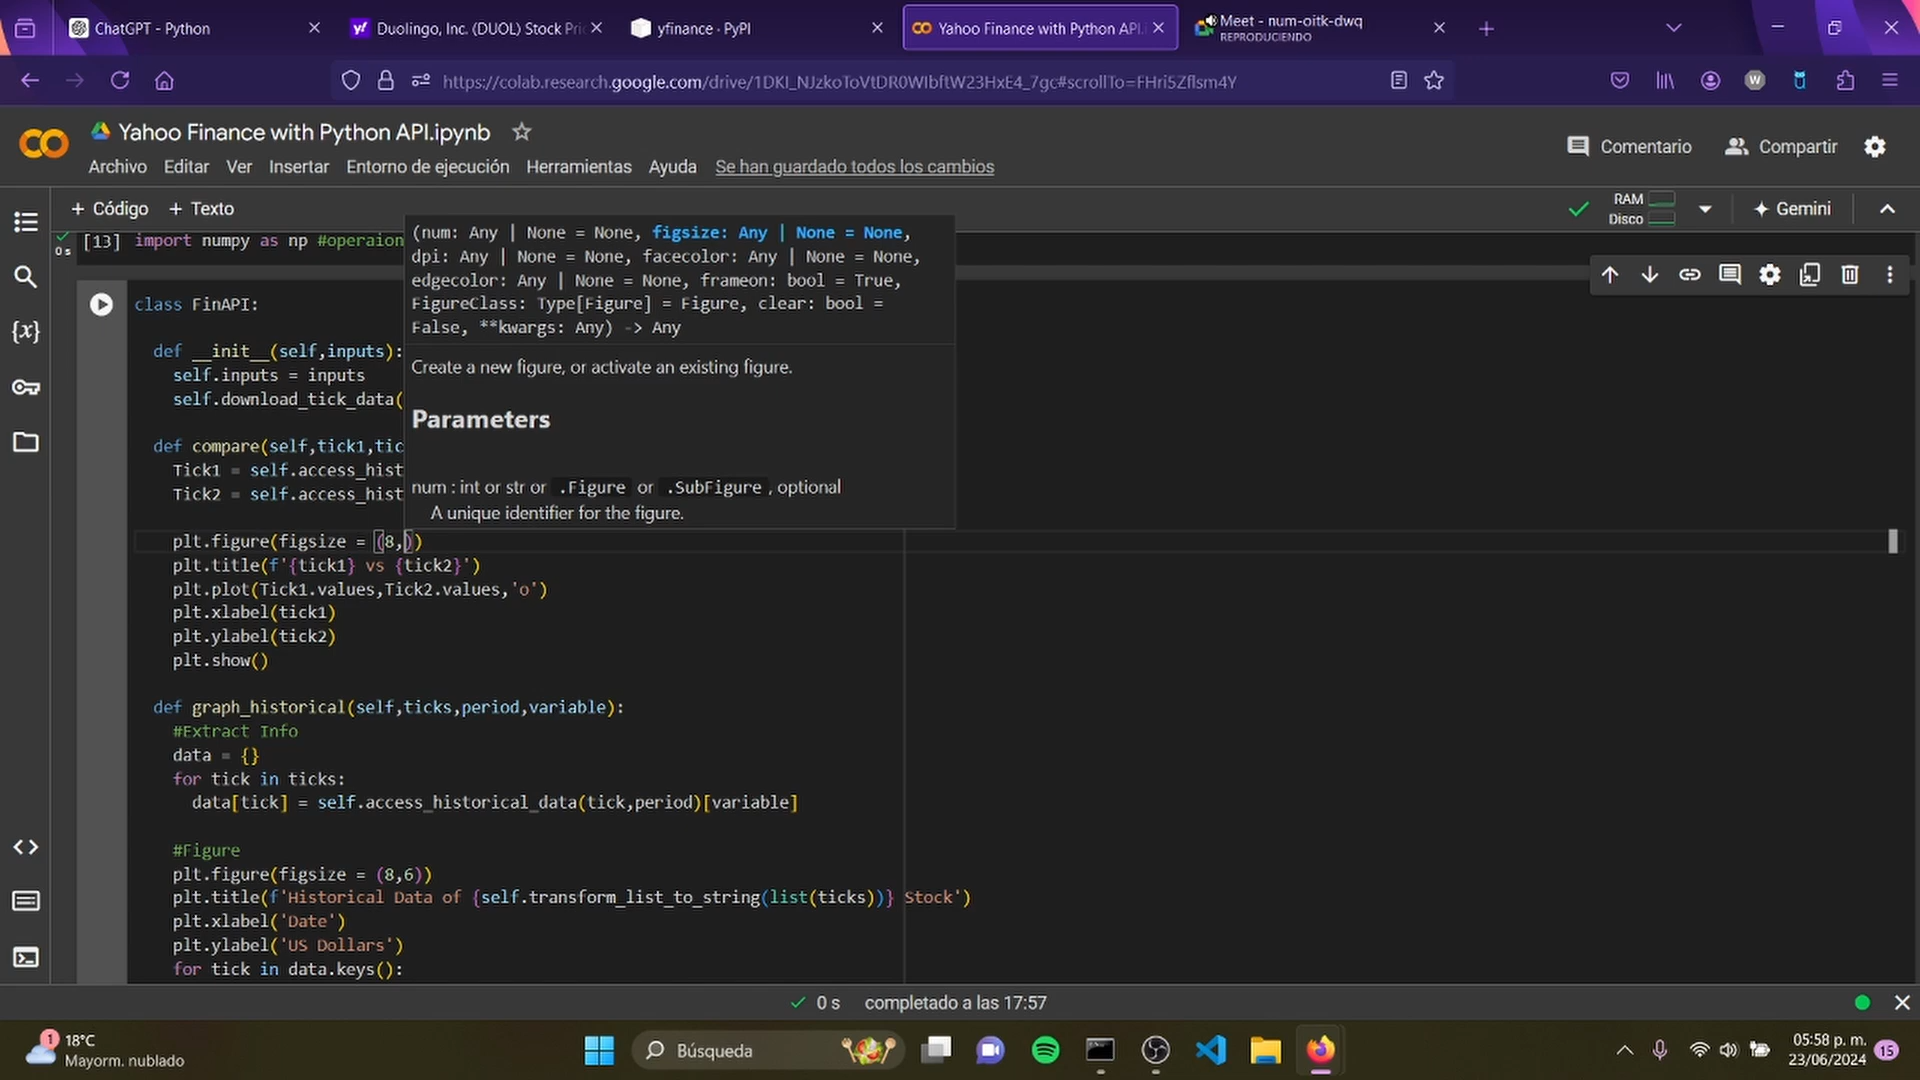 ChatGPT - Python
Duolingo, Inc. (DUOL) Stock Pri
yfinance · PyPI
Yahoo Finance with Python API.
Meet - num-oitk-dwq
REPRODUCIENDO
https://colab.research.google.com/drive/1DKI_NJzkoToVtDR0WIbftW23HxE4_7gc#scrollTo=FHri5Zflsm4Y
Yahoo Finance with Python API.ipynb
Comentario
Compartir
Archivo Editar Ver Insertar Entorno de ejecución Herramientas Ayuda Se han guardado todos los cambios
+ Código + Texto
RAM
Disco
Gemini
[13] import numpy as np #operaion
0 s
(num: Any | None = None, figsize: Any | None = None,
dpi: Any | None = None, facecolor: Any | None = None,
edgecolor: Any | None = None, frameon: bool = True,
FigureClass: Type[Figure] = Figure, clear: bool =
False, **kwargs: Any) -> Any
Create a new figure, or activate an existing figure.
Parameters
num : int or str or .Figure or .SubFigure , optional
A unique identifier for the figure.
class FinAPI:
def __init__(self,inputs):
self.inputs = inputs
self.download_tick_data(
def compare(self,tick1,tic
Tick1 = self.access_hist
Tick2 = self.access_hist
plt.figure(figsize = (8,))
plt.title(f'{tick1} vs {tick2}')
plt.plot(Tick1.values,Tick2.values,'o')
plt.xlabel(tick1)
plt.ylabel(tick2)
plt.show()
def graph_historical(self,ticks,period,variable):
#Extract Info
data = {}
for tick in ticks:
data[tick] = self.access_historical_data(tick,period)[variable]
#Figure
plt.figure(figsize = (8,6))
plt.title(f'Historical Data of {self.transform_list_to_string(list(ticks))} Stock')
plt.xlabel('Date')
plt.ylabel('US Dollars')
for tick in data.keys():
0 s completado a las 17:57
1
18°C
Mayorm. nublado
Búsqueda
05:58 p. m.
23/06/2024
15